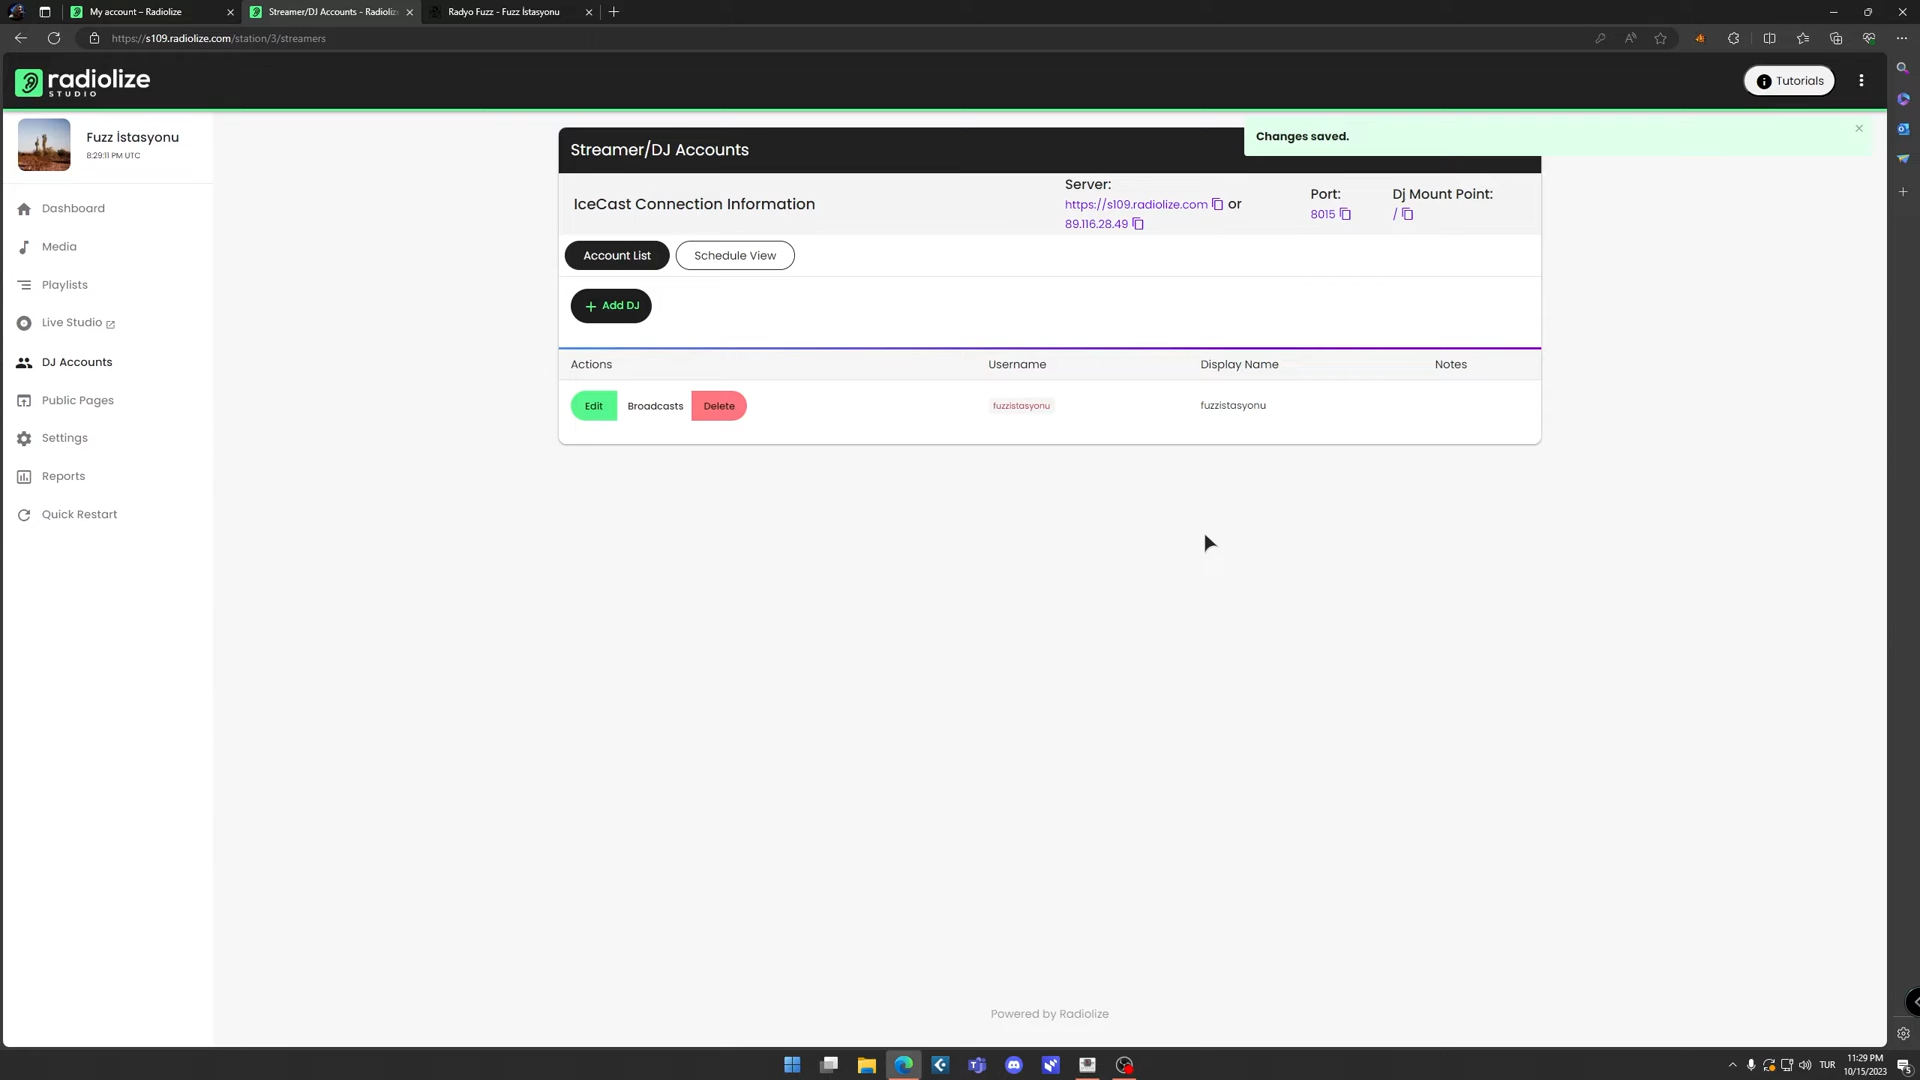 My account – Radiolize
Streamer/DJ Accounts - Radioliz
Radyo Fuzz - Fuzz İstasyonu
https://s109.radiolize.com/station/3/streamers
radiolize
STUDIO
Tutorials
Fuzz İstasyonu
8:29:11 PM UTC
Dashboard
Media
Playlists
Live Studio
DJ Accounts
Public Pages
Settings
Reports
Quick Restart
Changes saved.
Streamer/DJ Accounts
IceCast Connection Information
Server:
https://s109.radiolize.com or
89.116.28.49
Port:
8015
Dj Mount Point:
/
Account List
Schedule View
+ Add DJ
Actions Username Display Name Notes
Edit Broadcasts Delete fuzzistasyonu fuzzistasyonu
Powered by Radiolize
TUR
11:29 PM
10/15/2023